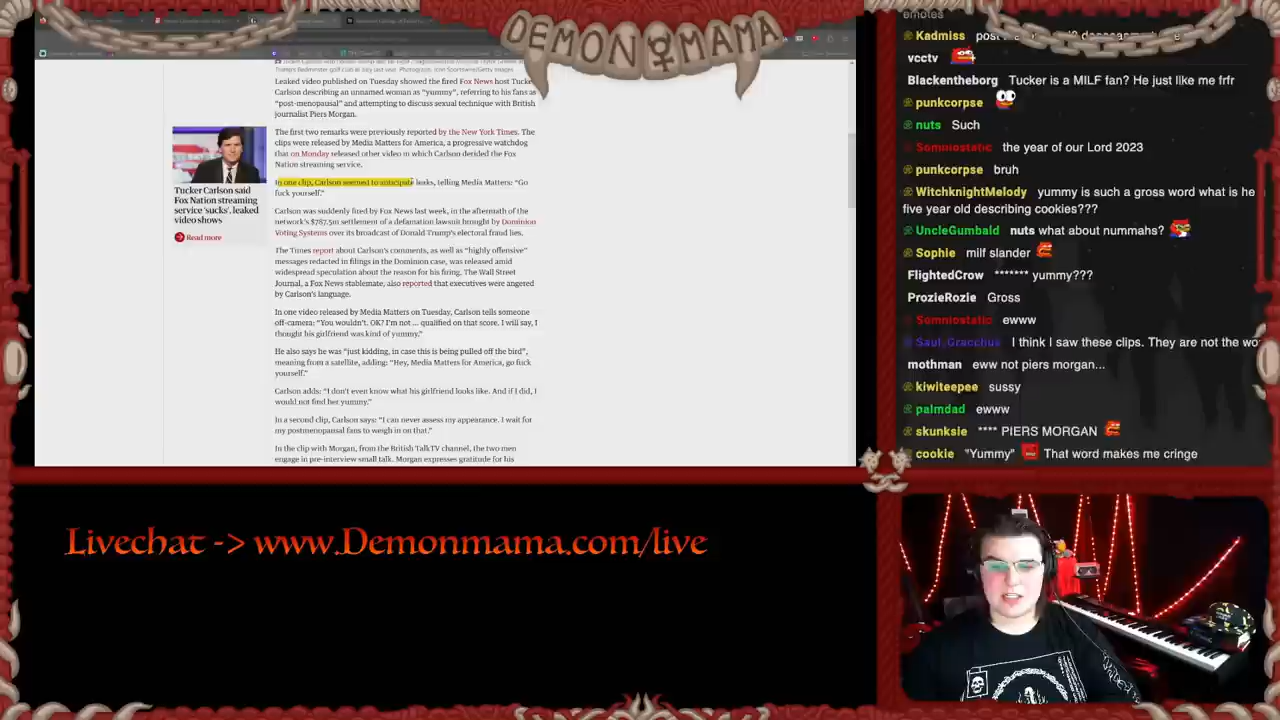 DEMON MAMA
Trump's Bedminster golf club in July last year. Photograph: Icon Sportswire/Getty Images
Leaked video published on Tuesday showed the fired Fox News host Tucker
Carlson describing an unnamed woman as "yummy", referring to his fans as
"post-menopausal" and attempting to discuss sexual technique with British
journalist Piers Morgan.
The first two remarks were previously reported by the New York Times. The
clips were released by Media Matters for America, a progressive watchdog
that on Monday released other video in which Carlson derided the Fox
Nation streaming service.
In one clip, Carlson seemed to anticipate leaks, telling Media Matters: "Go
fuck yourself."
Carlson was suddenly fired by Fox News last week, in the aftermath of the
network's $787.5m settlement of a defamation lawsuit brought by Dominion
Voting Systems over its broadcast of Donald Trump's electoral fraud lies.
The Times report about Carlson's comments, as well as "highly offensive"
messages redacted in filings in the Dominion case, was released amid
widespread speculation about the reason for his firing. The Wall Street
Journal, a Fox News stablemate, also reported that executives were angered
by Carlson's language.
In one video released by Media Matters on Tuesday, Carlson tells someone
off-camera: "You wouldn't. OK? I'm not ... qualified on that score. I will say, I
thought his girlfriend was kind of yummy."
He also says he was "just kidding, in case this is being pulled off the bird",
meaning from a satellite, adding: "Hey, Media Matters for America, go fuck
yourself."
Carlson adds: "I don't even know what his girlfriend looks like. And if I did, I
would not find her yummy."
In a second clip, Carlson says: "I can never assess my appearance. I wait for
my postmenopausal fans to weigh in on that."
In the clip with Morgan, from the British TalkTV channel, the two men
engage in pre-interview small talk. Morgan expresses gratitude for his
Tucker Carlson said
Fox Nation streaming
service 'sucks', leaked
video shows
Read more
emotes
Kadmiss post-menopausal milfs
vcctv
Blackentheborg Tucker is a MILF fan? He just like me frfr
punkcorpse
nuts Such
punkcorpse the year of our Lord 2023
WitchknightMelody yummy is a gross word what is he
five year old describing cookies????
UncleGumbald nuts what about nummahs?
Sophie milf slander
FlightedCrow ******* yummy????
ProzieRozie Gross
Somniostatic ewww
Saul_Gracchus I think I saw these clips. They are not the wo
mothman eww not piers morgan...
kiwiteepee sussy
palmdad ewww
skunksie **** PIERS MORGAN
cookie "Yummy" That word makes me cringe
Livechat -> www.Demonmama.com/live